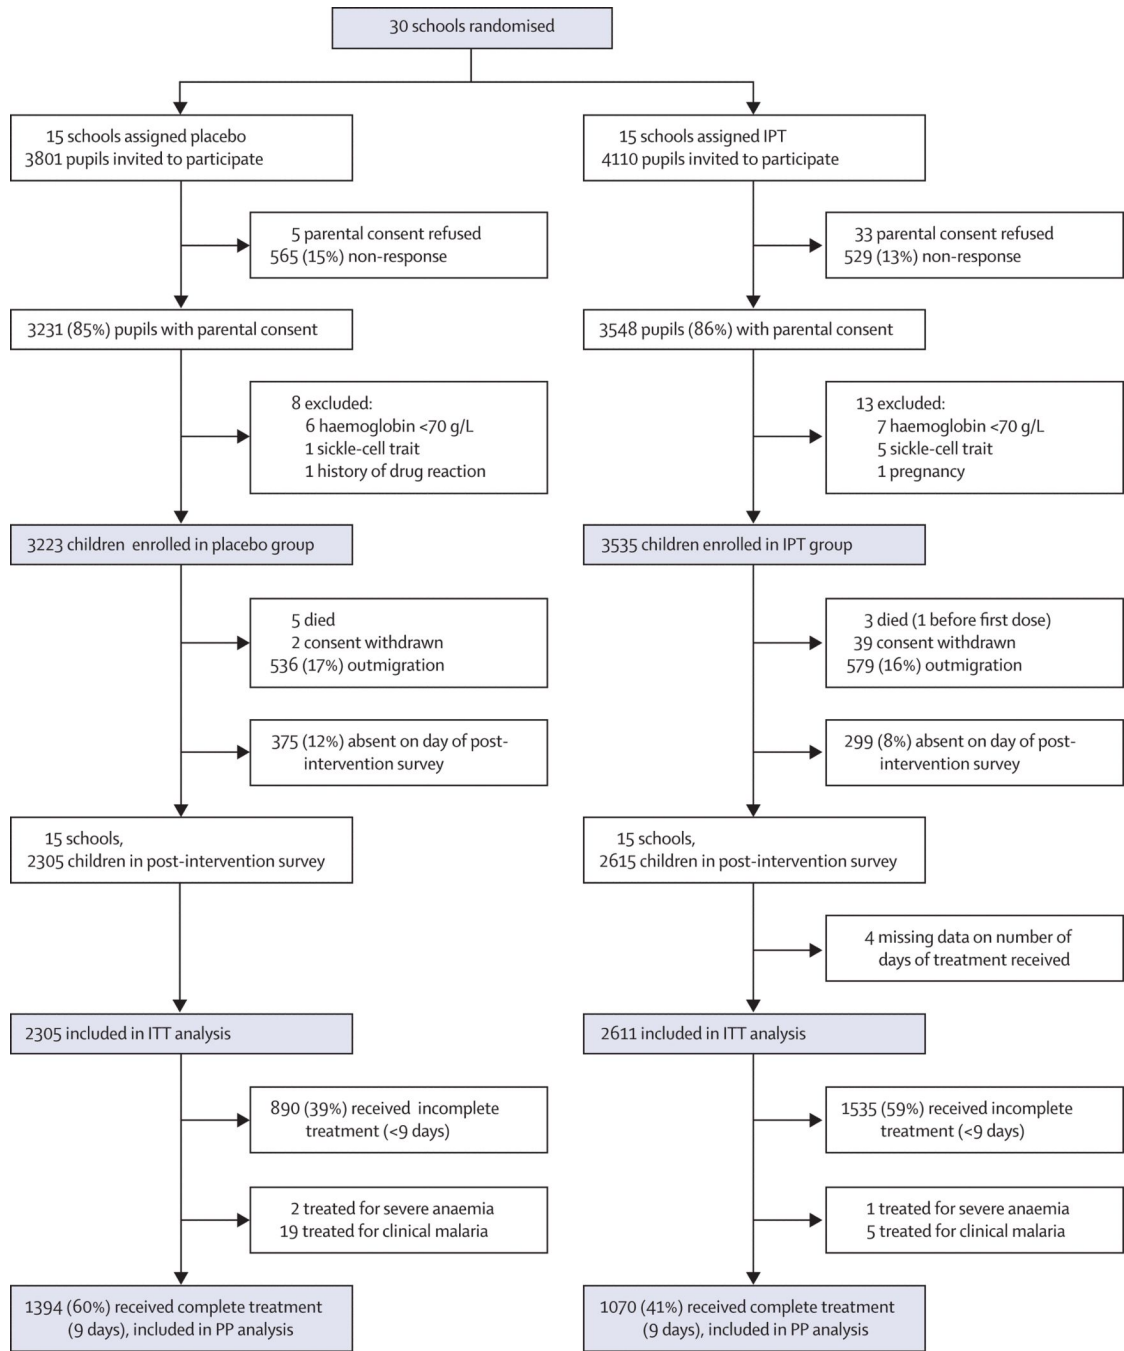 30 schools randomised
15 schools assigned placebo
3801 pupils invited to participate
15 schools assigned IPT
4110 pupils invited to participate
5 parental consent refused
565 (15%) non-response
33 parental consent refused
529 (13%) non-response
3231 (85%) pupils with parental consent
3548 pupils (86%) with parental consent
8 excluded:
6 haemoglobin <70 g/L
1 sickle-cell trait
1 history of drug reaction
13 excluded:
7 haemoglobin <70 g/L
5 sickle-cell trait
1 pregnancy
3223 children enrolled in placebo group
3535 children enrolled in IPT group
5 died
2 consent withdrawn
536 (17%) outmigration
3 died (1 before first dose)
39 consent withdrawn
579 (16%) outmigration
375 (12%) absent on day of post-
intervention survey
299 (8%) absent on day of post-
intervention survey
15 schools,
2305 children in post-intervention survey
15 schools,
2615 children in post-intervention survey
4 missing data on number of
days of treatment received
2305 included in ITT analysis
2611 included in ITT analysis
890 (39%) received incomplete
treatment (<9 days)
1535 (59%) received incomplete
treatment (<9 days)
2 treated for severe anaemia
19 treated for clinical malaria
1 treated for severe anaemia
5 treated for clinical malaria
1394 (60%) received complete treatment
(9 days), included in PP analysis
1070 (41%) received complete treatment
(9 days), included in PP analysis